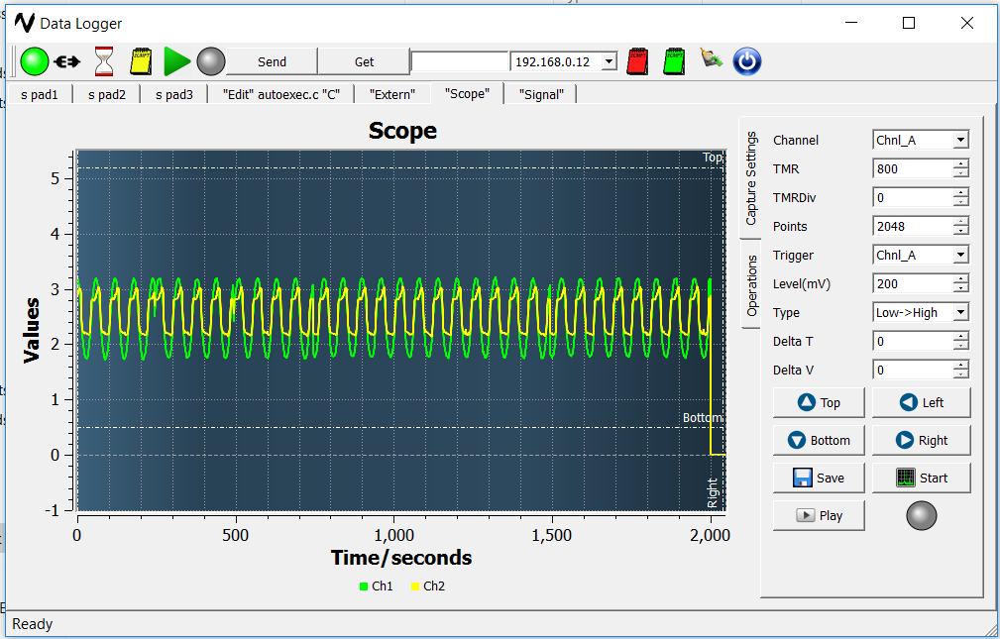 Data Logger
SCRIPT SCRIPT SCRIPT
Send Get 192.168.0.12
s pad1 s pad2 s pad3 "Edit" autoexec.c "C" "Extern" "Scope" "Signal"
Scope
Top
Values
5
4
3
2
1
0
-1
Bottom
Right
0 500 1,000 1,500 2,000
Time/seconds
Ch1 Ch2
Capture Settings
Operations
Channel Chnl_A
TMR 800
TMRDiv 0
Points 2048
Trigger Chnl_A
Level(mV) 200
Type Low->High
Delta T 0
Delta V 0
Top Left
Bottom Right
Save Start
Play
Ready